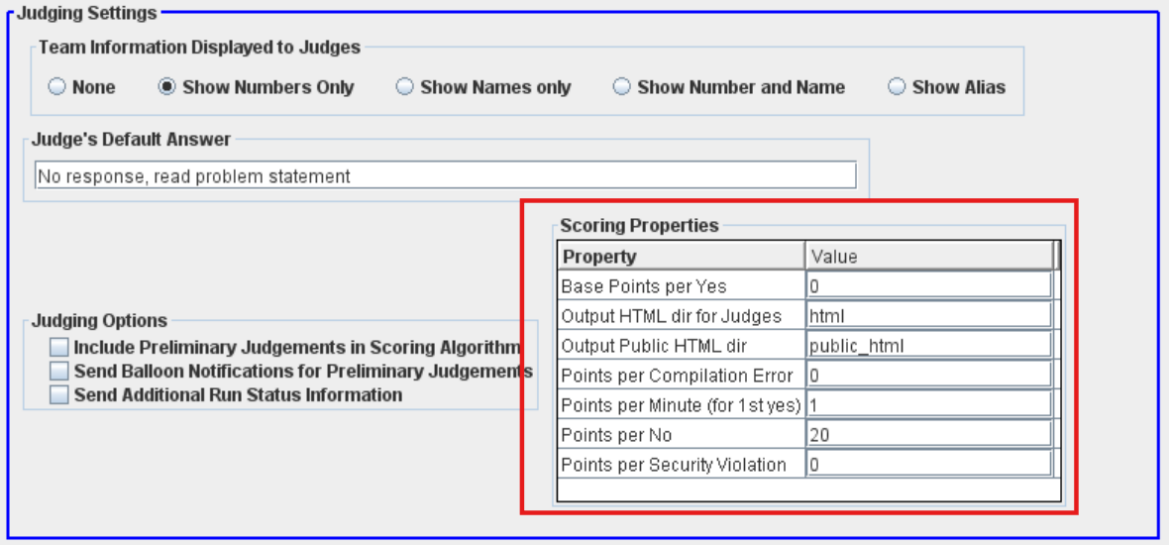 Judging Settings
Team Information Displayed to Judges
None Show Numbers Only Show Names only Show Number and Name Show Alias
Judge's Default Answer
No response, read problem statement
Scoring Properties
Property Value
Base Points per Yes 0
Output HTML dir for Judges html
Output Public HTML dir public_html
Points per Compilation Error 0
Points per Minute (for 1st yes) 1
Points per No 20
Points per Security Violation 0
Judging Options
Include Preliminary Judgements in Scoring Algorithm
Send Balloon Notifications for Preliminary Judgements
Send Additional Run Status Information